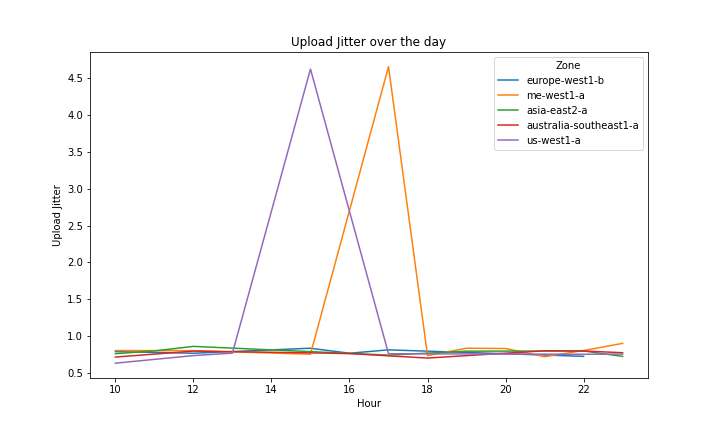 Upload Jitter over the day
Zone
europe-west1-b
me-west1-a
asia-east2-a
australia-southeast1-a
us-west1-a
Upload Jitter
4.5
4.0
3.5
3.0
2.5
2.0
1.5
1.0
0.5
10 12 14 16 18 20 22
Hour